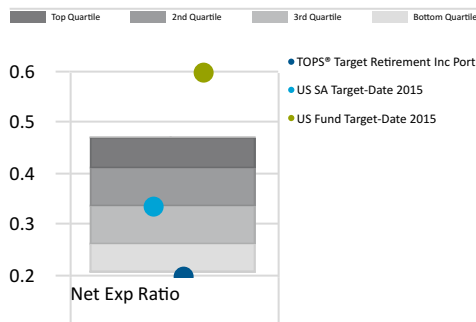 Top Quartile 2nd Quartile 3rd Quartile Bottom Quartile
TOPS® Target Retirement Inc Port
US SA Target-Date 2015
US Fund Target-Date 2015
0.6
0.5
0.4
0.3
0.2
Net Exp Ratio